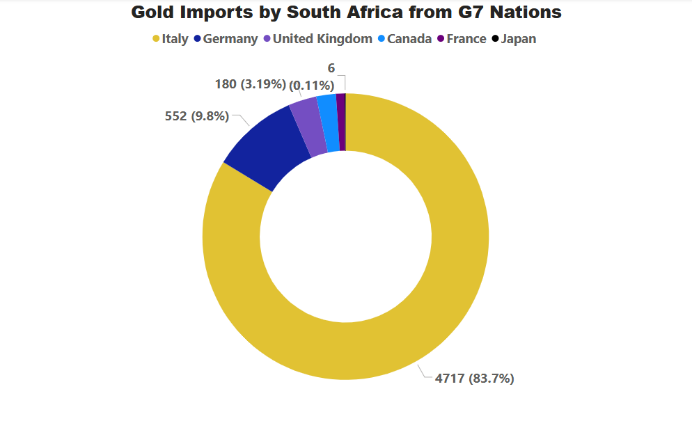 Gold Imports by South Africa from G7 Nations
Italy Germany United Kingdom Canada France Japan
6
(0.11%)
180 (3.19%)
552 (9.8%)
4717 (83.7%)